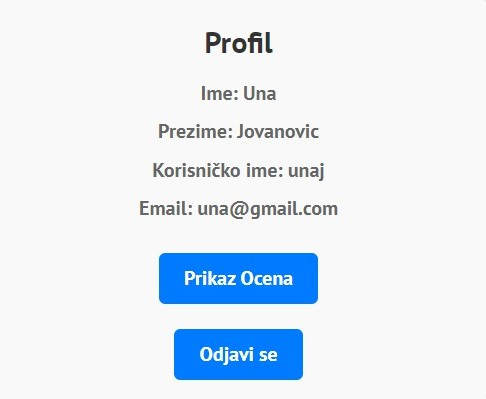 Profil
Ime: Una
Prezime: Jovanovic
Korisničko ime: unaj
Email: una@gmail.com
Prikaz Ocena
Odjavi se